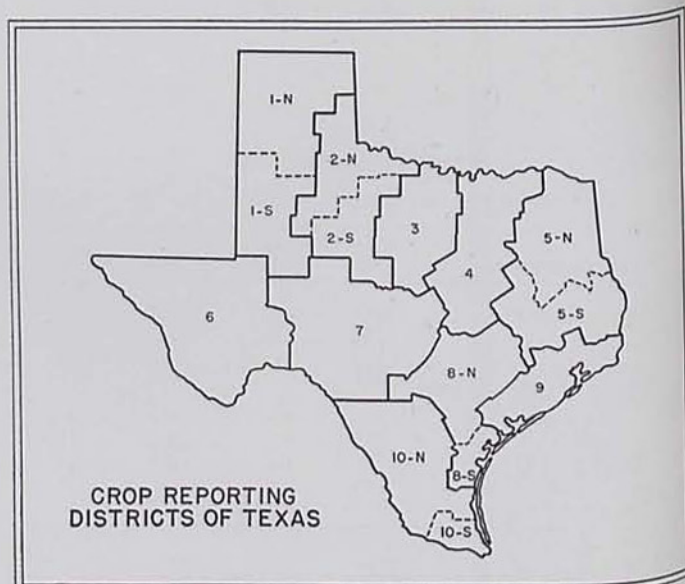 1-N
2-N
1-S
2-S
3
4
5-N
5-S
6
7
8-N
9
10-N
8-S
10-S
CROP REPORTING
DISTRICTS OF TEXAS